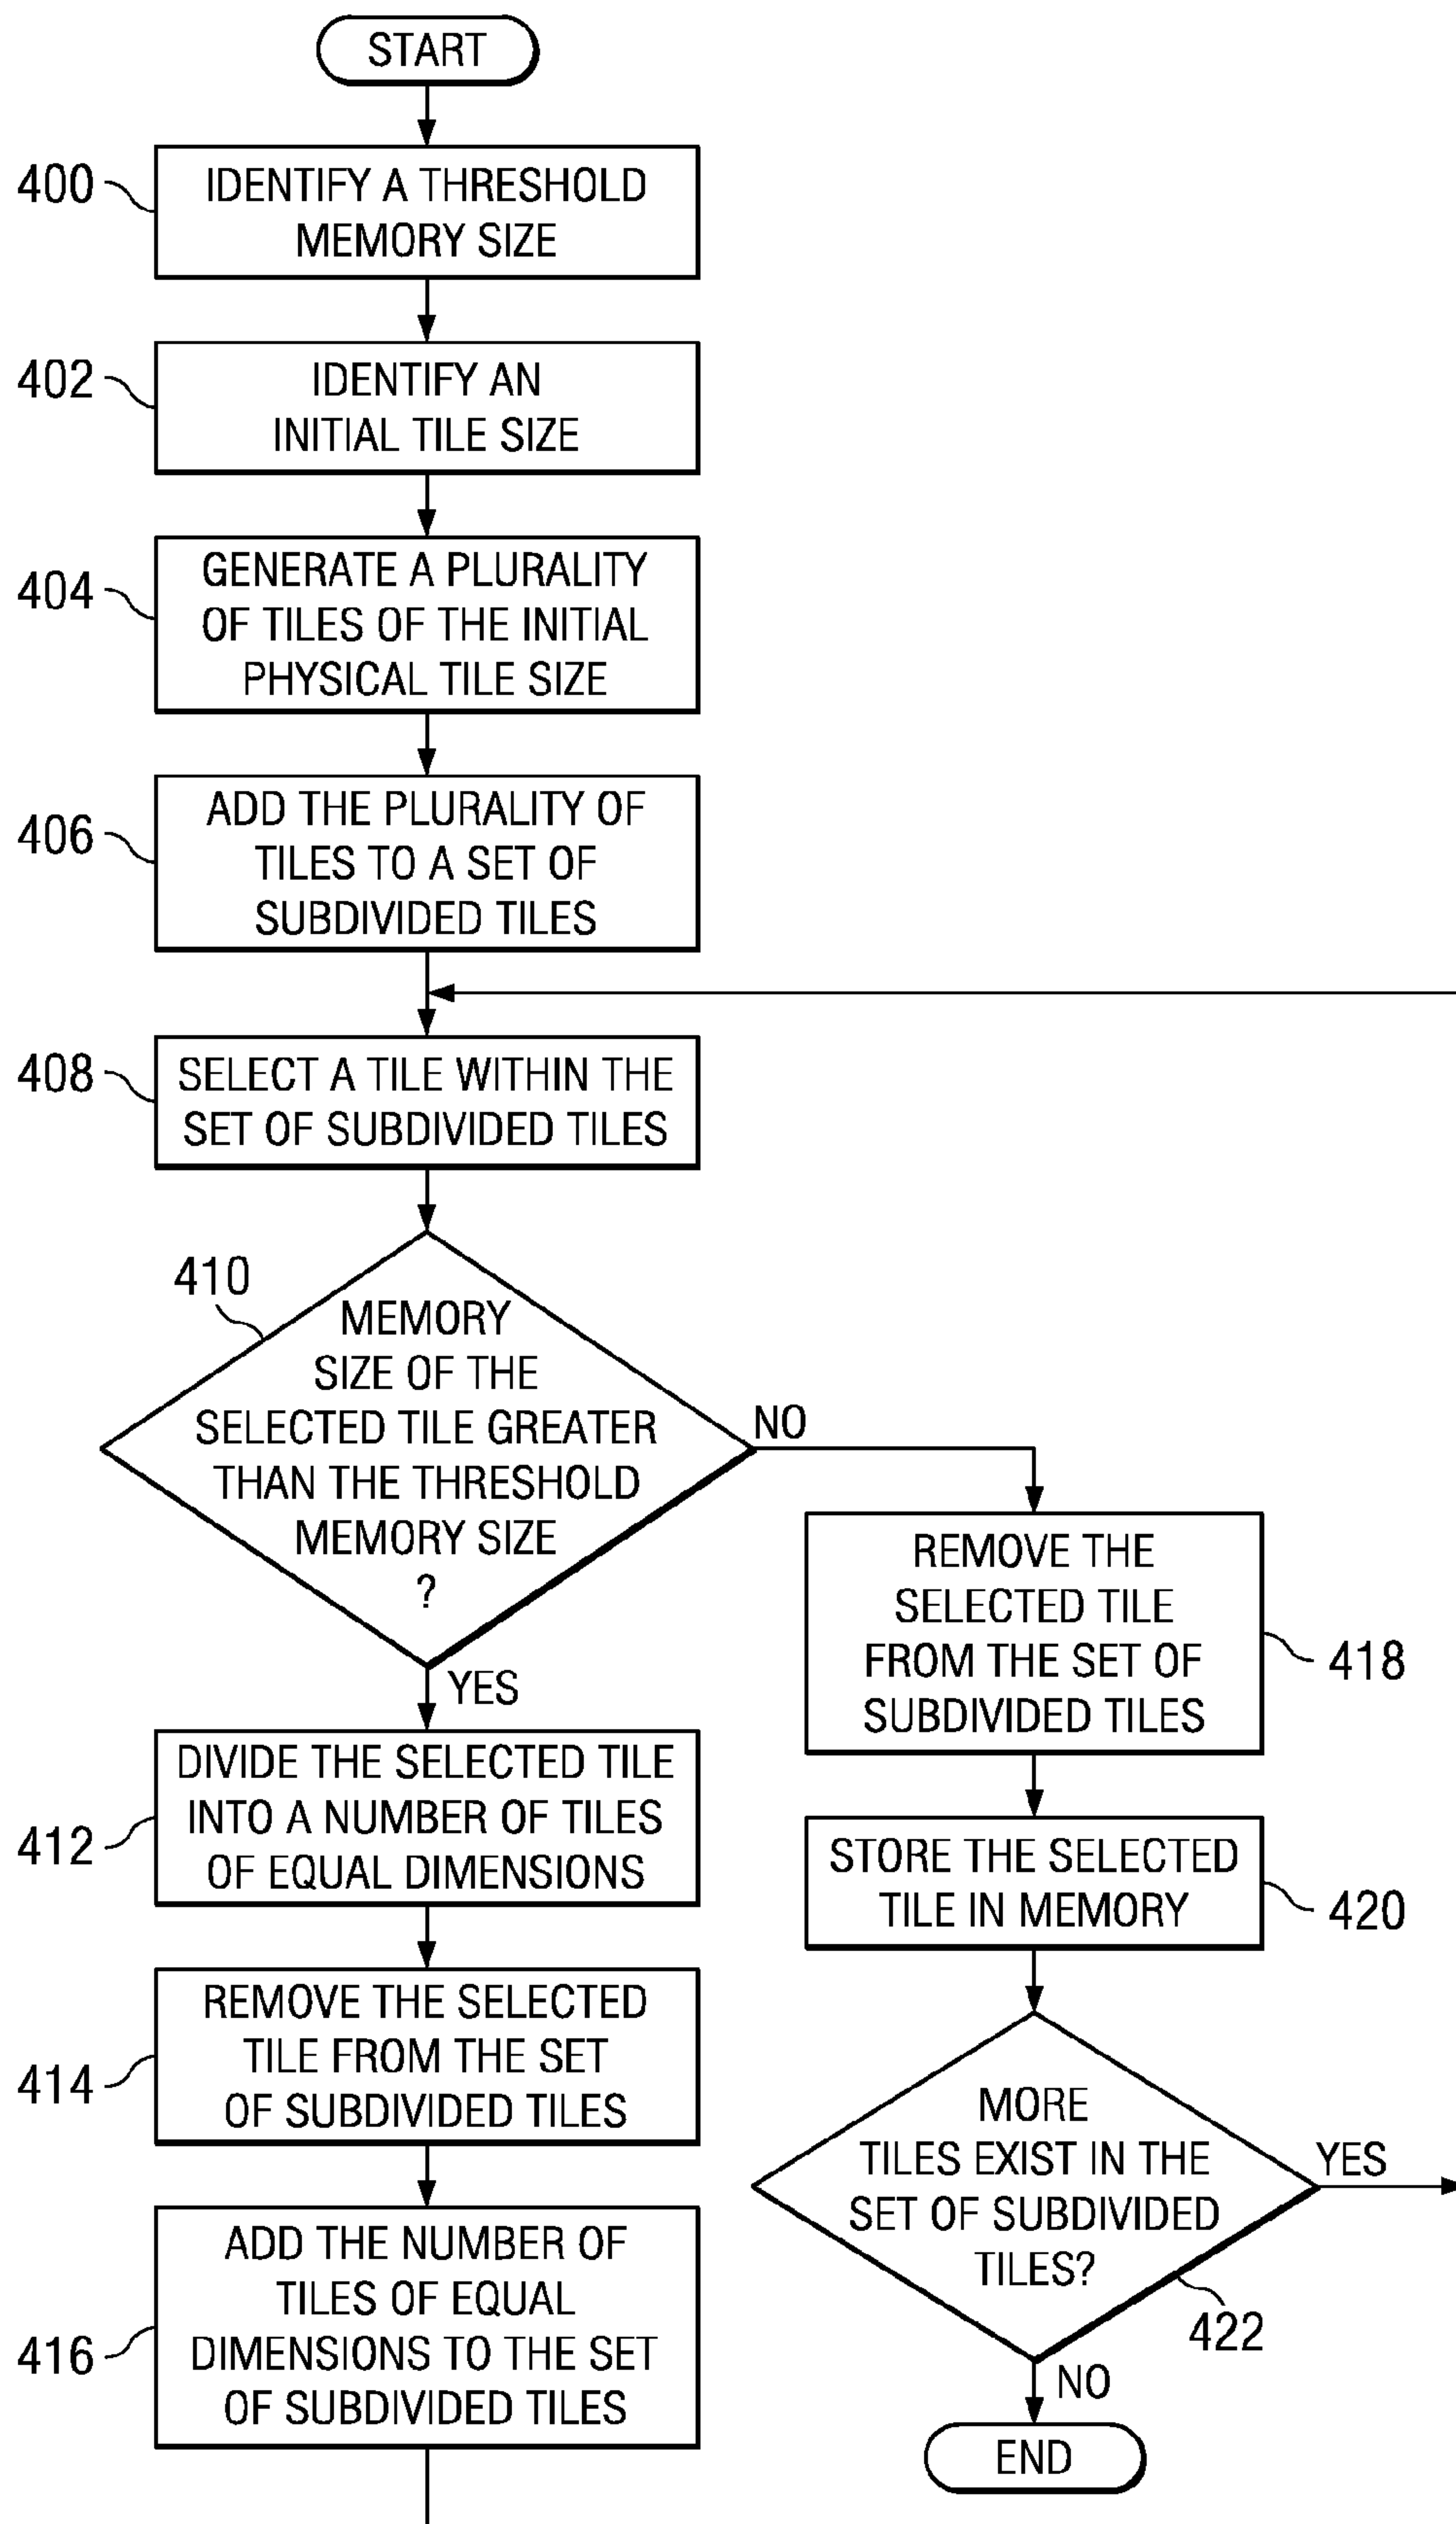 START
400
IDENTIFY A THRESHOLD
MEMORY SIZE
402
IDENTIFY AN
INITIAL TILE SIZE
404
GENERATE A PLURALITY
OF TILES OF THE INITIAL
PHYSICAL TILE SIZE
406
ADD THE PLURALITY OF
TILES TO A SET OF
SUBDIVIDED TILES
408
SELECT A TILE WITHIN THE
SET OF SUBDIVIDED TILES
410
MEMORY
SIZE OF THE
SELECTED TILE GREATER
THAN THE THRESHOLD
MEMORY SIZE
?
NO
YES
412
DIVIDE THE SELECTED TILE
INTO A NUMBER OF TILES
OF EQUAL DIMENSIONS
414
REMOVE THE SELECTED
TILE FROM THE SET
OF SUBDIVIDED TILES
416
ADD THE NUMBER OF
TILES OF EQUAL
DIMENSIONS TO THE SET
OF SUBDIVIDED TILES
REMOVE THE
SELECTED TILE
FROM THE SET OF
SUBDIVIDED TILES
418
STORE THE SELECTED
TILE IN MEMORY
420
MORE
TILES EXIST IN THE
SET OF SUBDIVIDED
TILES?
YES
422
NO
END